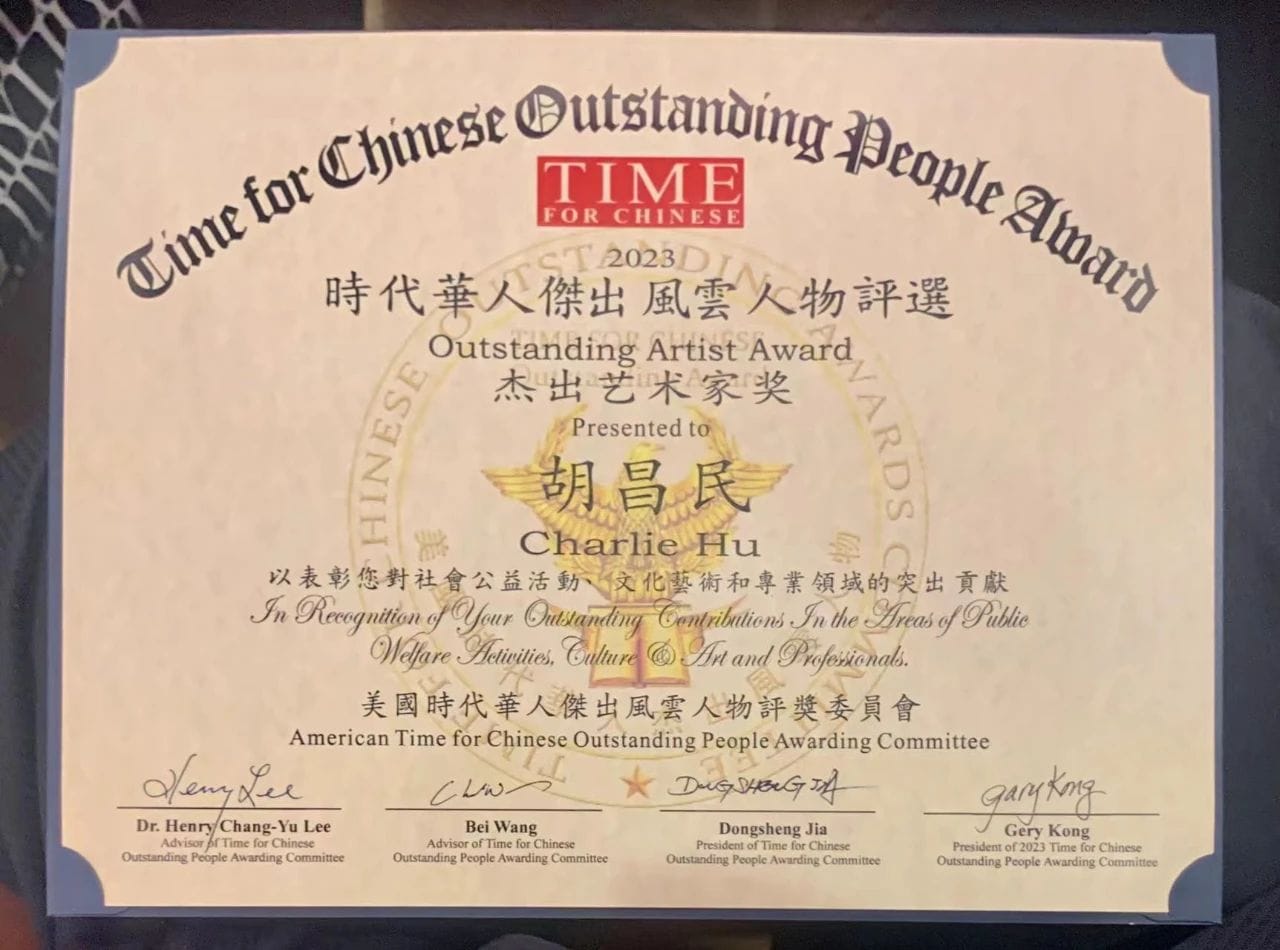 Time for Chinese Outstanding People Award
TIME
FOR CHINESE
2023
時代華人傑出風雲人物評選
Outstanding Artist Award
杰出艺术家奖
Presented to
胡昌民
Charlie Hu
以表彰您對社會公益活動、文化藝術和專業領域的突出貢獻
In Recognition of Your Outstanding Contributions In the Areas of Public
Welfare Activities, Culture & Art and Professionals.
美國時代華人傑出風雲人物評獎委員會
American Time for Chinese Outstanding People Awarding Committee
Henry Lee
Dr. Henry Chang-Yu Lee
Advisor of Time for Chinese
Outstanding People Awarding Committee
Bei Wang
Advisor of Time for Chinese
Outstanding People Awarding Committee
DONGSHENG JIA
Dongsheng Jia
President of Time for Chinese
Outstanding People Awarding Committee
gary Kong
Gery Kong
President of 2023 Time for Chinese
Outstanding People Awarding Committee